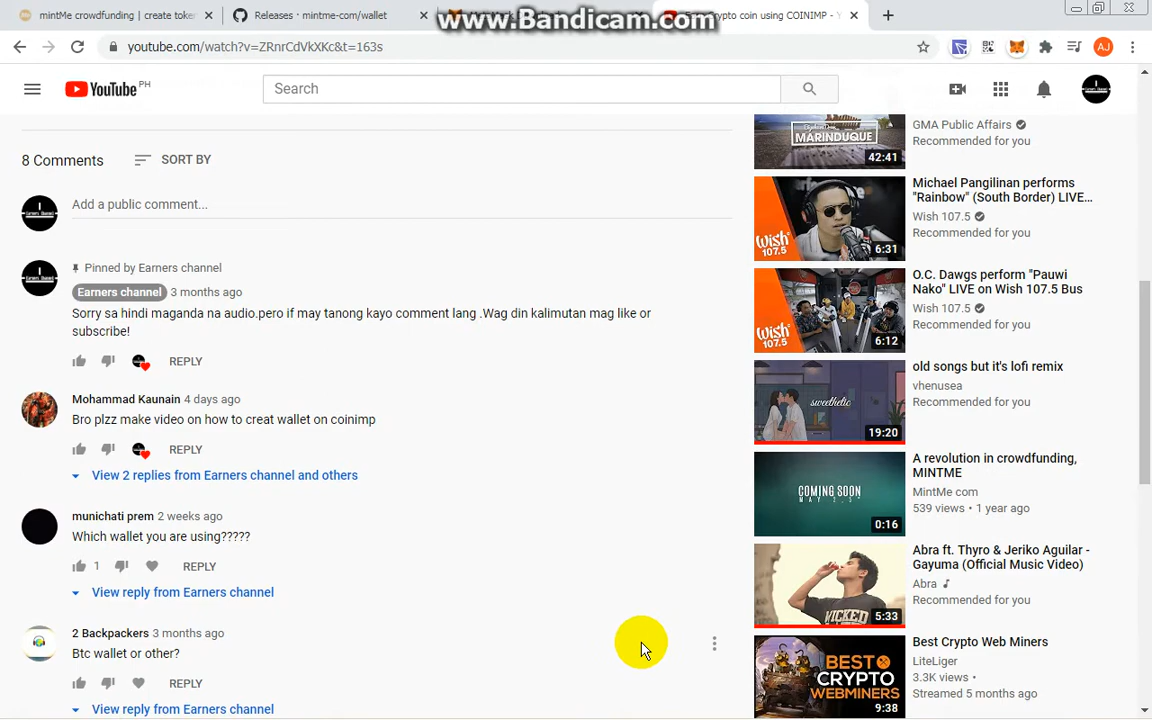 mintMe crowdfunding | create token
Releases · mintme-com/wallet
www.Bandicam.com
Crypto coin using COINIMP - Y
youtube.com/watch?v=ZRnrCdVkXKc&t=163s
AJ
YouTube PH
Search
8 Comments
SORT BY
Add a public comment...
Pinned by Earners channel
Earners channel 3 months ago
Sorry sa hindi maganda na audio.pero if may tanong kayo comment lang .Wag din kalimutan mag like or
subscribe!
REPLY
Mohammad Kaunain 4 days ago
Bro plzz make video on how to creat wallet on coinimp
REPLY
View 2 replies from Earners channel and others
munichati prem 2 weeks ago
Which wallet you are using?????
1 REPLY
View reply from Earners channel
2 Backpackers 3 months ago
Btc wallet or other?
REPLY
View reply from Earners channel
MARINDUQUE
42:41
GMA Public Affairs
Recommended for you
wish 107.5
6:31
Michael Pangilinan performs
"Rainbow" (South Border) LIVE...
Wish 107.5
Recommended for you
wish 107.5
6:12
O.C. Dawgs perform "Pauwi
Nako" LIVE on Wish 107.5 Bus
Wish 107.5
Recommended for you
sweethetic
19:20
old songs but it's lofi remix
vhenusea
Recommended for you
COMING SOON
0:16
A revolution in crowdfunding,
MINTME
MintMe com
539 views • 1 year ago
WICKED
5:33
Abra ft. Thyro & Jeriko Aguilar -
Gayuma (Official Music Video)
Abra
Recommended for you
BEST
CRYPTO
WEBMINERS
9:38
Best Crypto Web Miners
LiteLiger
3.3K views •
Streamed 5 months ago